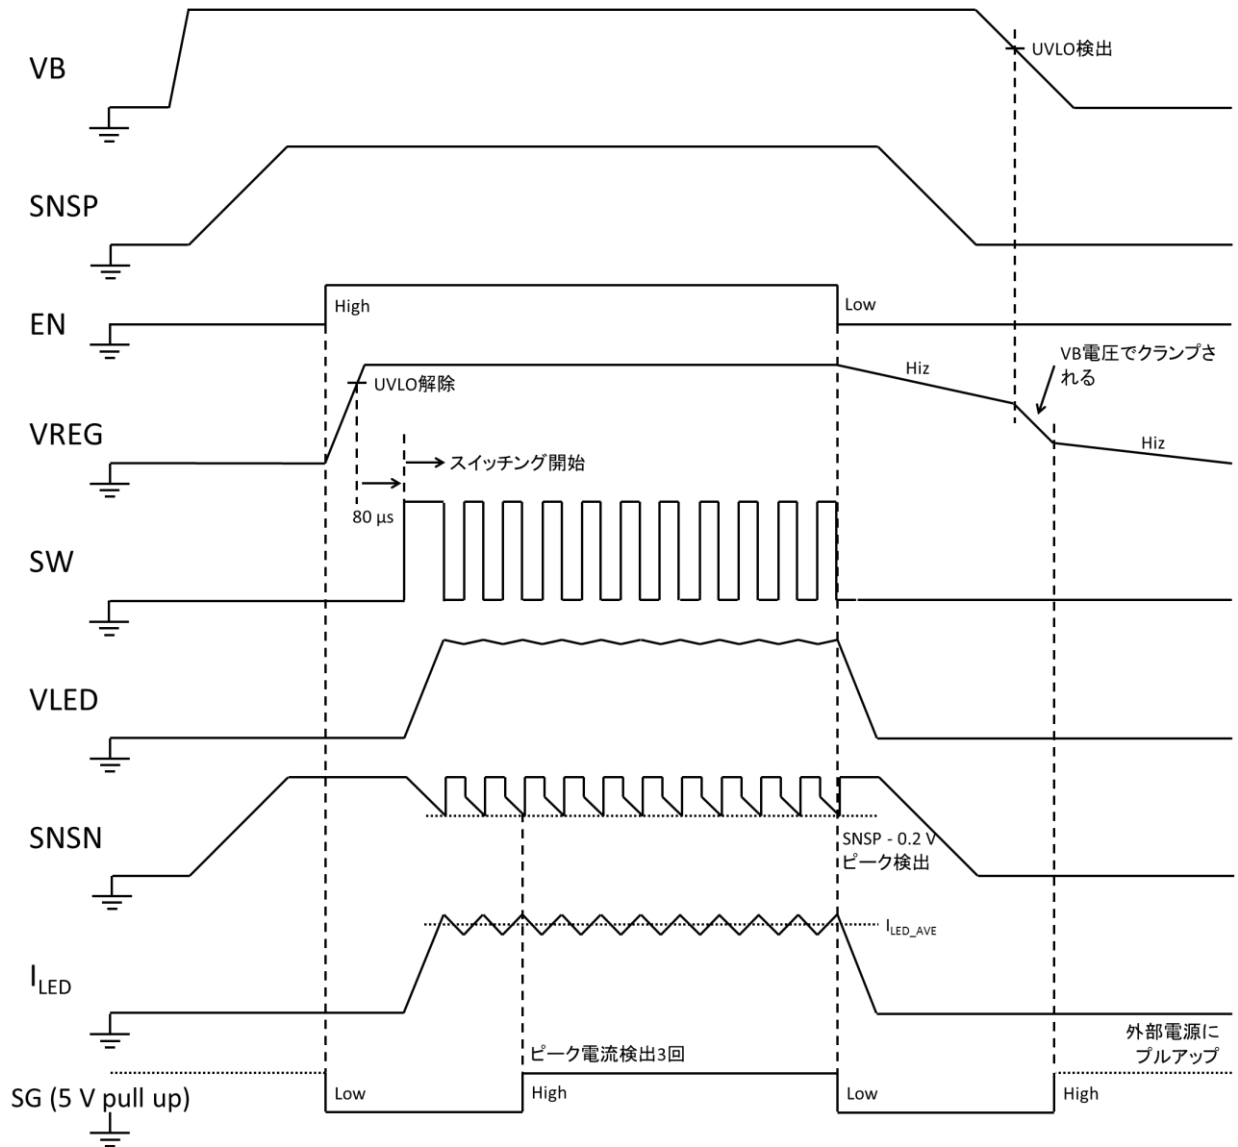 VB
UVLO検出
SNSP
EN
High
Low
VREG
UVLO解除
Hiz
VB電圧でクランプさ
れる
Hiz
スイッチング開始
80 μs
SW
VLED
SNSN
SNSP - 0.2 V
ピーク検出
ILED
ILED_AVE
ピーク電流検出3回
外部電源に
プルアップ
SG (5 V pull up)
Low
High
Low
High